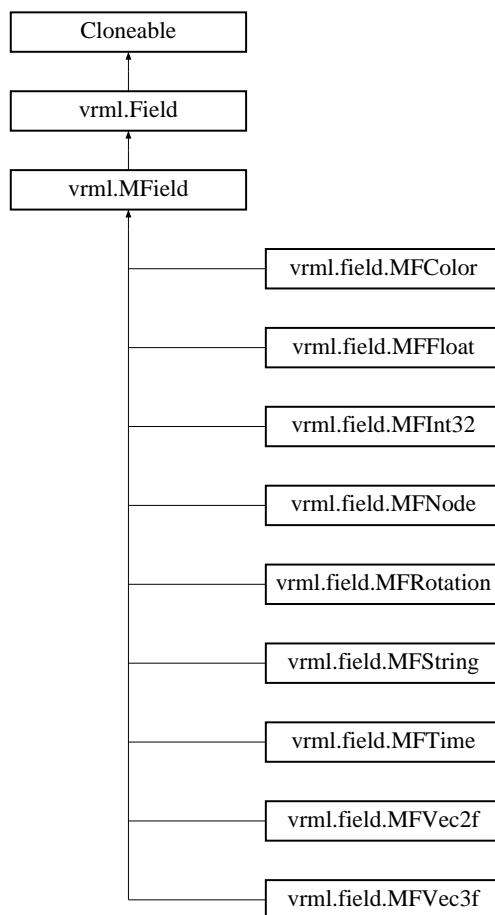 Cloneable
vrml.Field
vrml.MField
vrml.field.MFColor
vrml.field.MFFloat
vrml.field.MFInt32
vrml.field.MFNode
vrml.field.MFRotation
vrml.field.MFString
vrml.field.MFTime
vrml.field.MFVec2f
vrml.field.MFVec3f